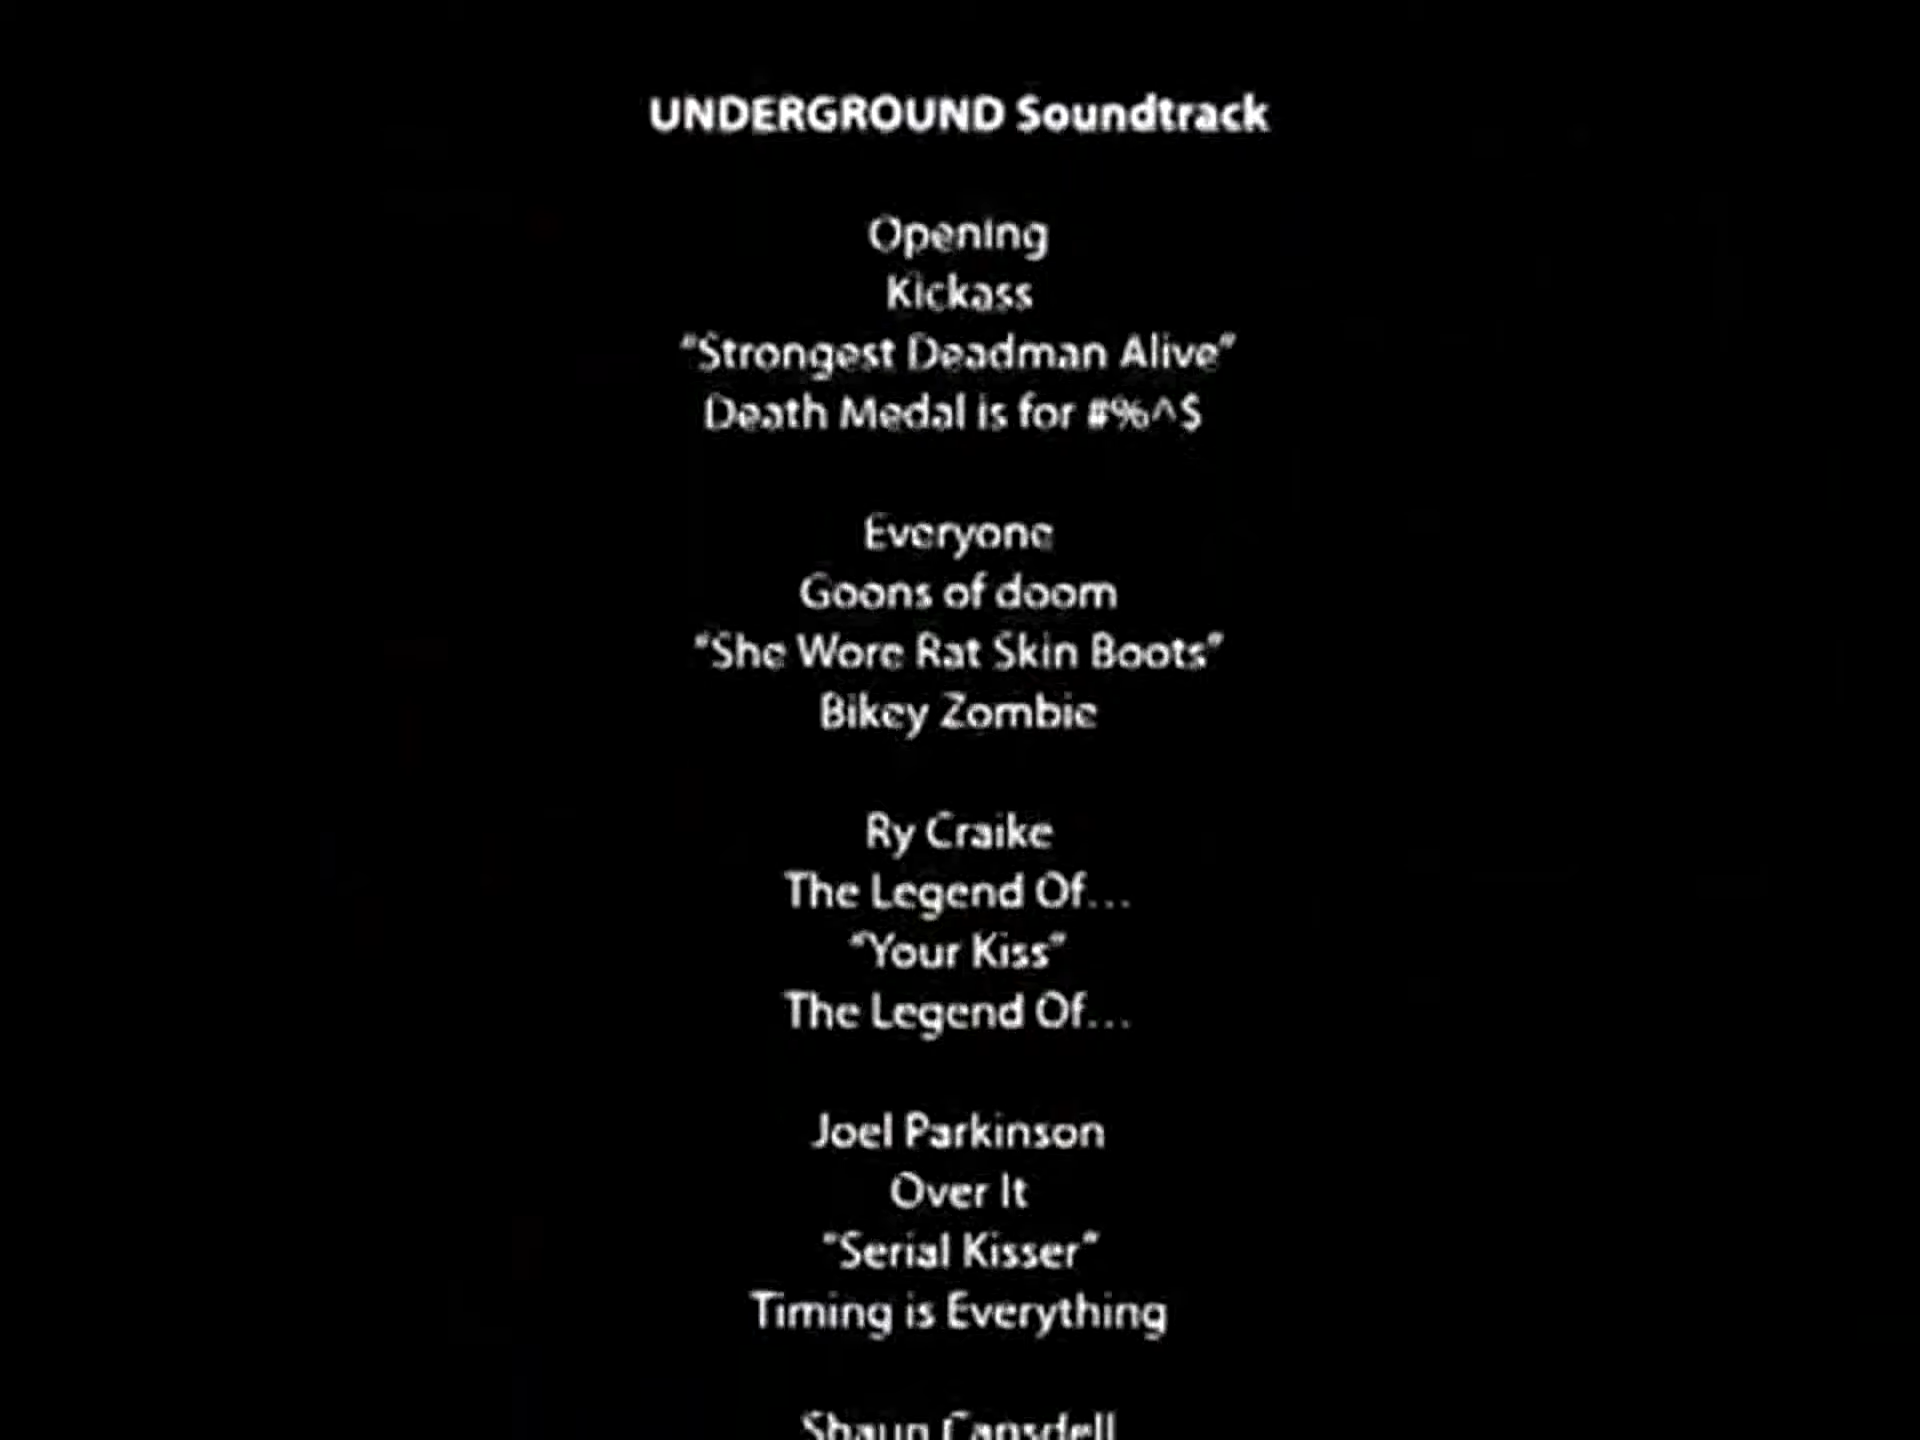 UNDERGROUND Soundtrack
Opening
Kickass
"Strongest Deadman Alive"
Death Medal is for #%^$
Everyone
Goons of doom
"She Wore Rat Skin Boots"
Bikey Zombie
Ry Craike
The Legend Of...
"Your Kiss"
The Legend Of...
Joel Parkinson
Over It
"Serial Kisser"
Timing is Everything
Shaun Cansdell